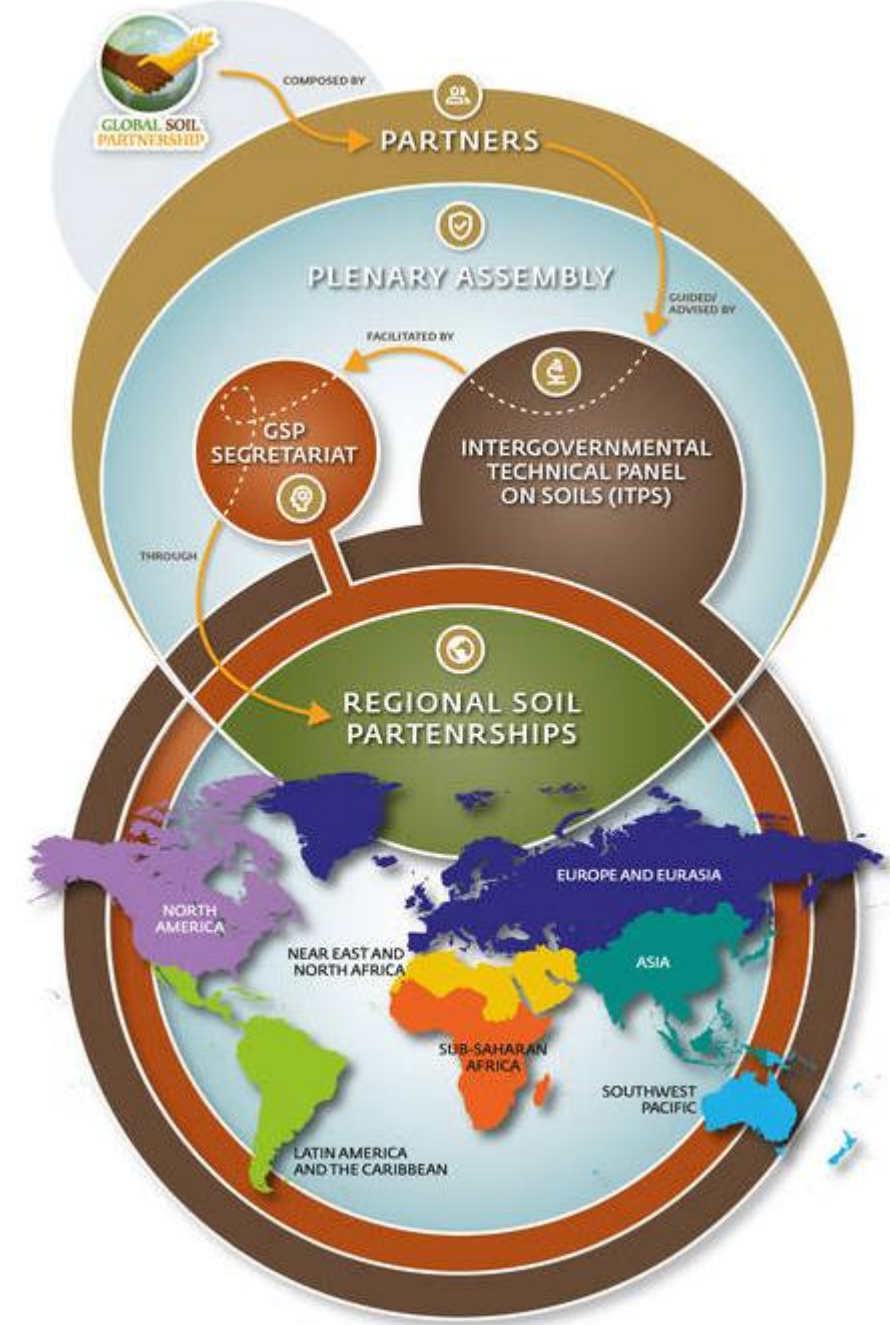 GLOBAL SOIL
PARTNERSHIP
COMPOSED BY
PARTNERS
PLENARY ASSEMBLY
GUIDED/
ADVISED BY
FACILITATED BY
GSP
SECRETARIAT
INTERGOVERNMENTAL
TECHNICAL PANEL
ON SOILS (ITPS)
THROUGH
REGIONAL SOIL
PARTENRSHIPS
EUROPE AND EURASIA
NORTH
AMERICA
NEAR EAST AND
NORTH AFRICA
ASIA
SUB-SAHARAN
AFRICA
SOUTHWEST
PACIFIC
LATIN AMERICA
AND THE CARIBBEAN